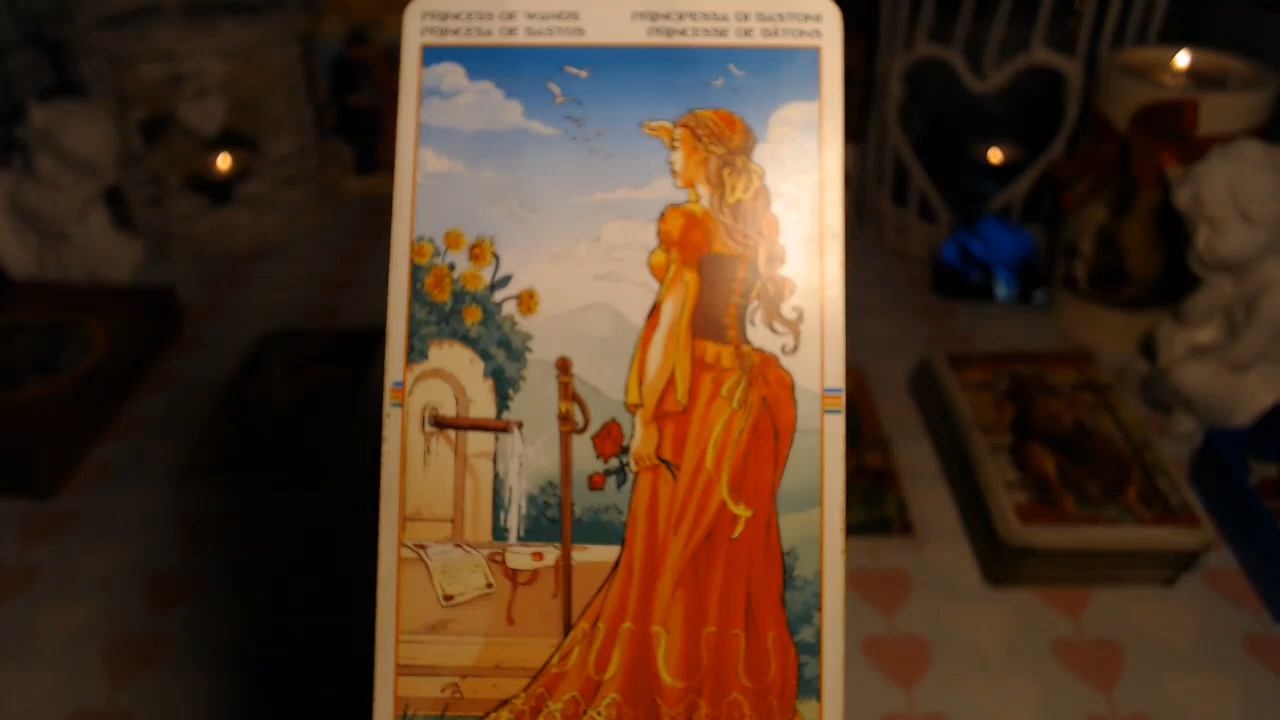 PRINCESS OF WANDS PRINCIPESSA DI BASTONI
PRINCESA DE BASTOS PRINCESSE DE BÂTONS